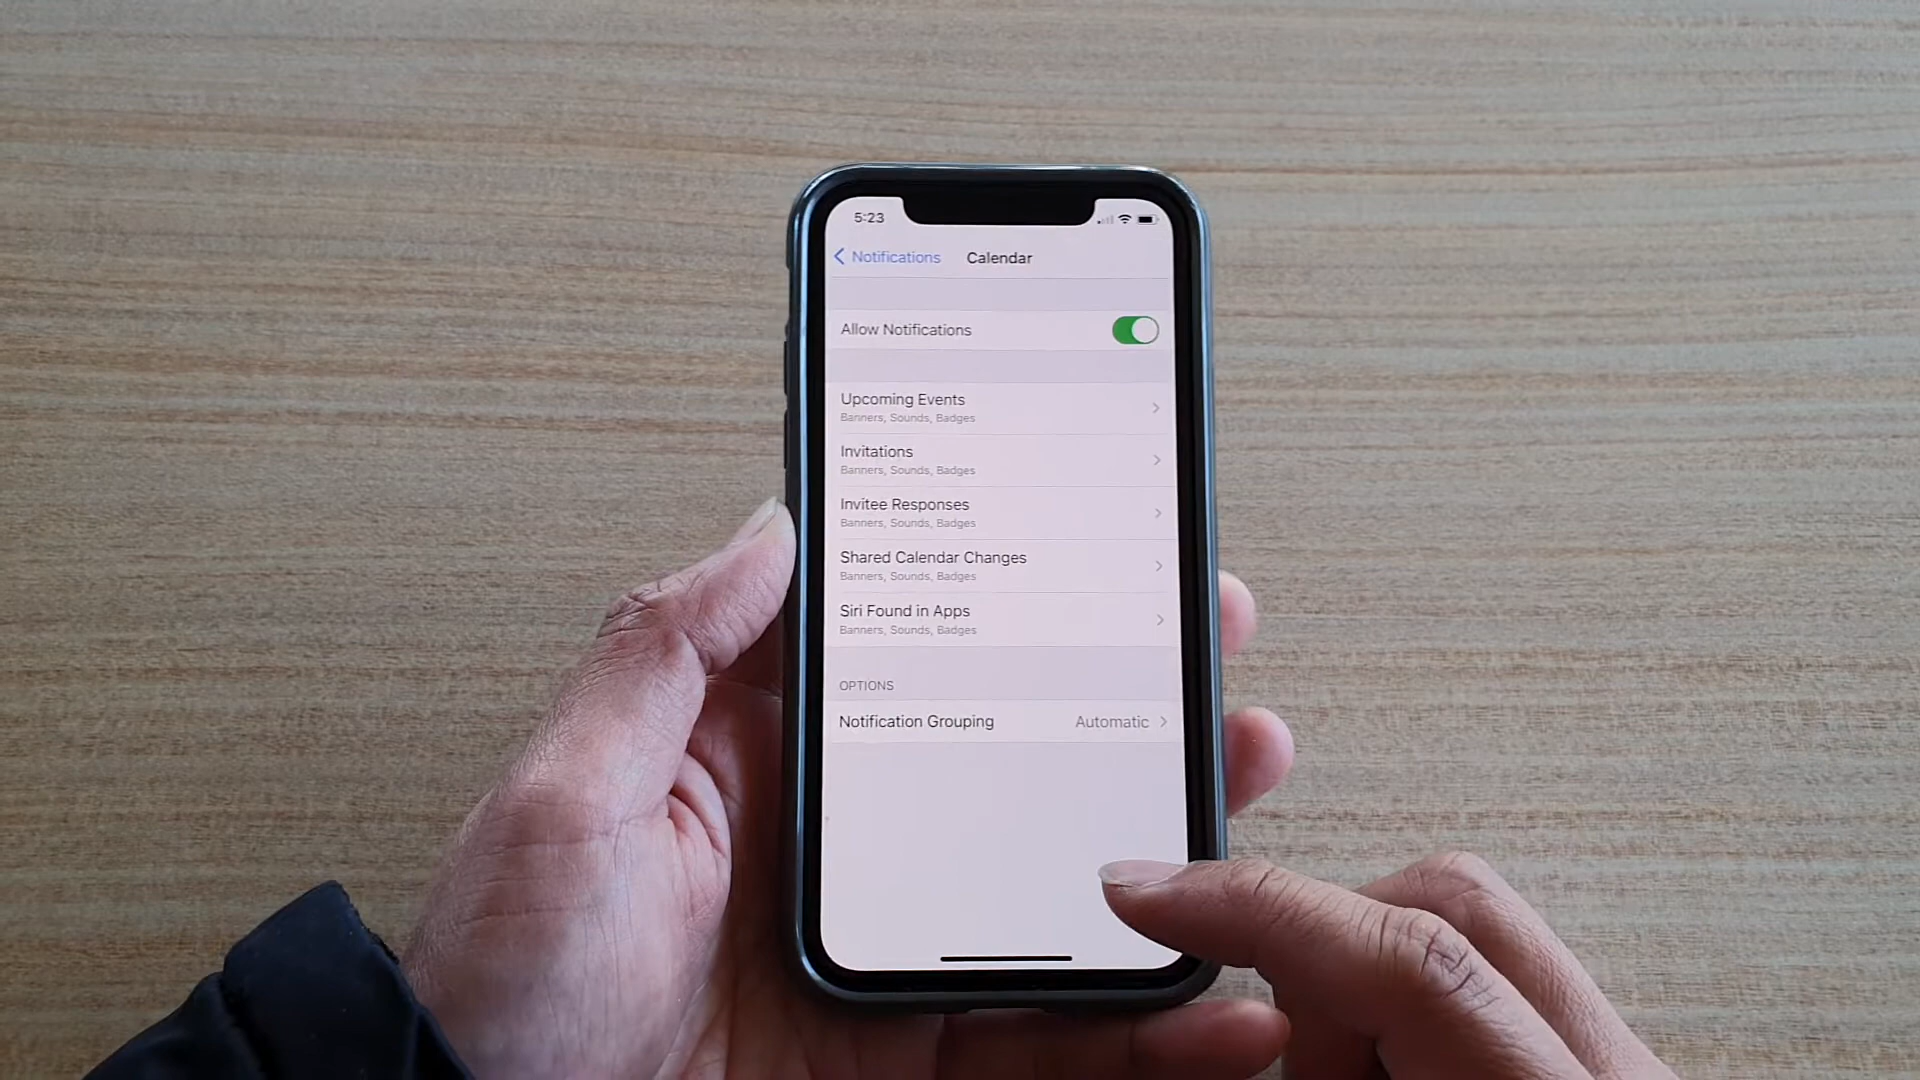 5:23
Notifications Calendar
Allow Notifications
Upcoming Events
Banners, Sounds, Badges
Invitations
Banners, Sounds, Badges
Invitee Responses
Banners, Sounds, Badges
Shared Calendar Changes
Banners, Sounds, Badges
Siri Found in Apps
Banners, Sounds, Badges
OPTIONS
Notification Grouping Automatic